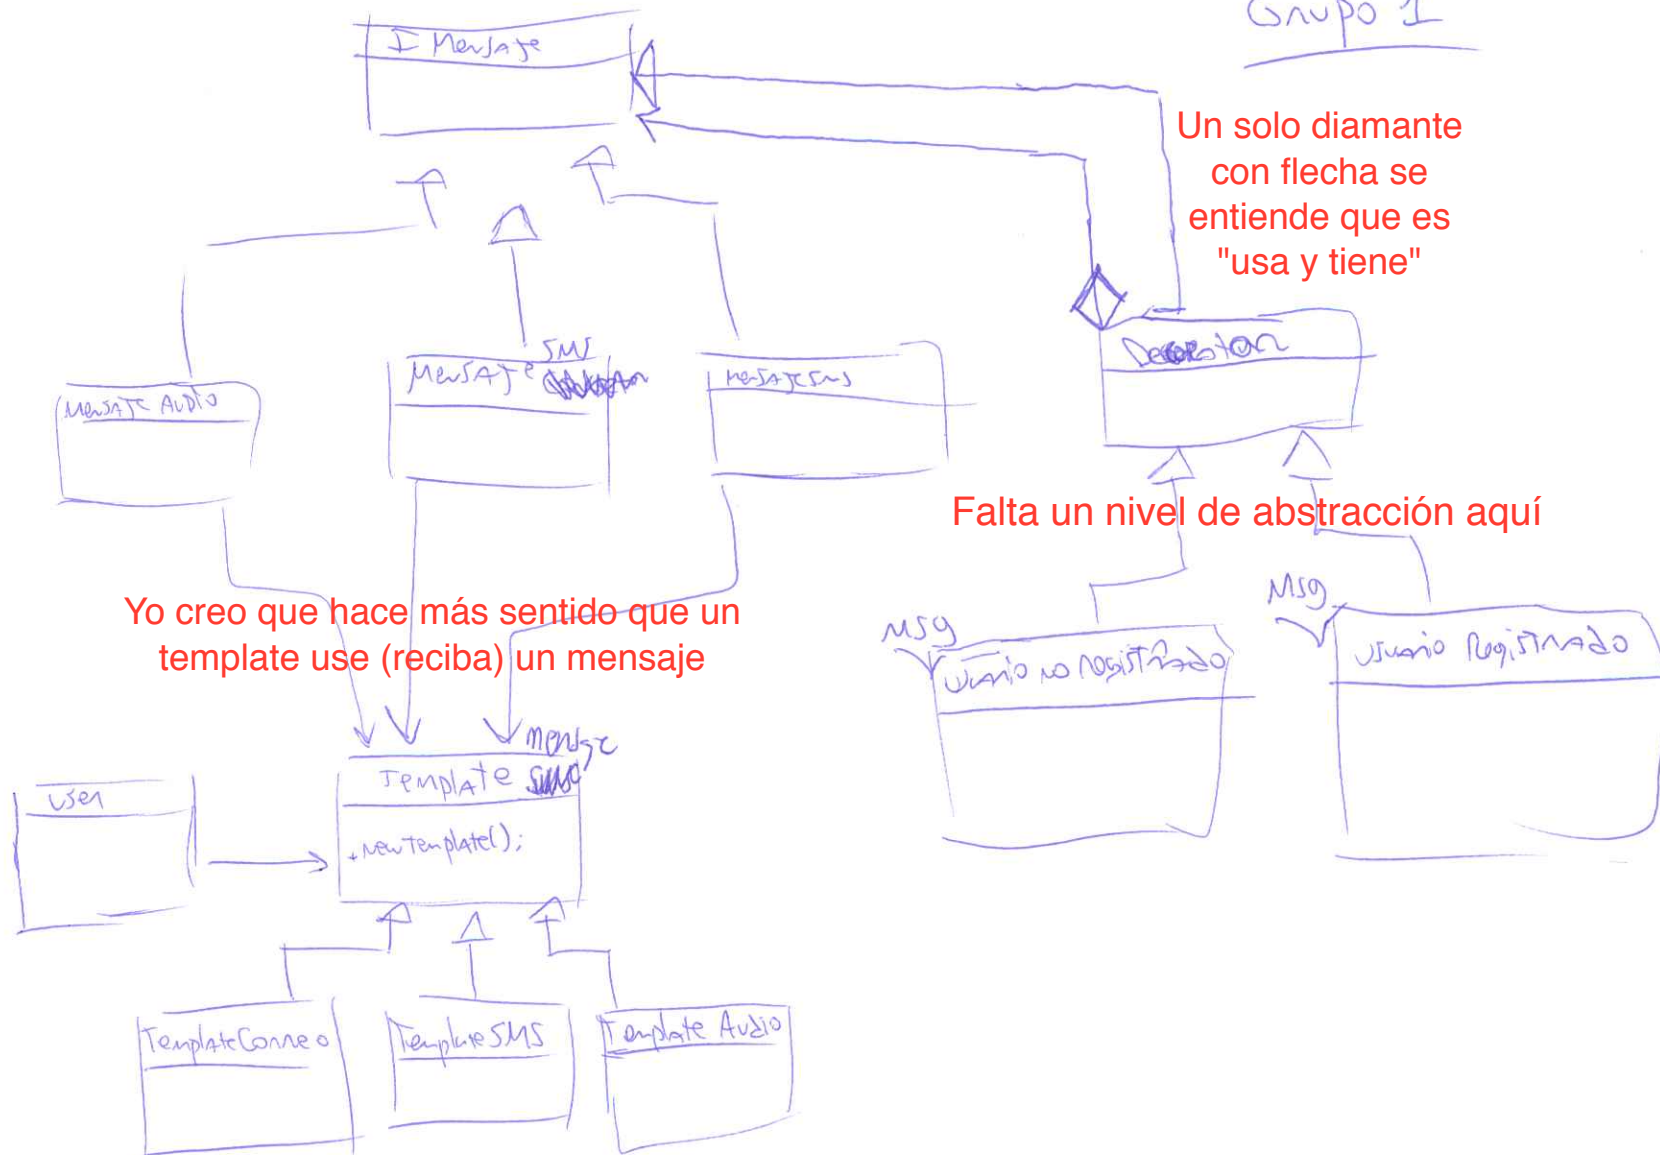 Grupo 1
I Mensaje
Un solo diamante
con flecha se
entiende que es
"usa y tiene"
Decorator
SMS
Mensaje
Mensaje SMS
Mensaje Audio
Falta un nivel de abstracción aquí
Msg
Msg
Usuario no registrado
Usuario Registrado
Yo creo que hace más sentido que un
template use (reciba) un mensaje
mensaje
Template
User
+newTemplate();
TemplateCorreo
TemplateSMS
Template Audio